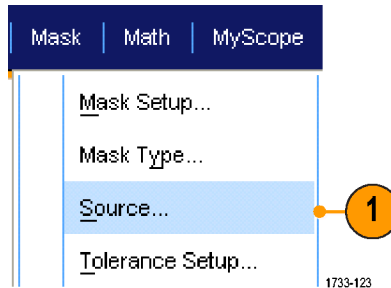 Mask | Math | MyScope
Mask Setup...
Mask Type...
Source...
1
Tolerance Setup...
1733-123